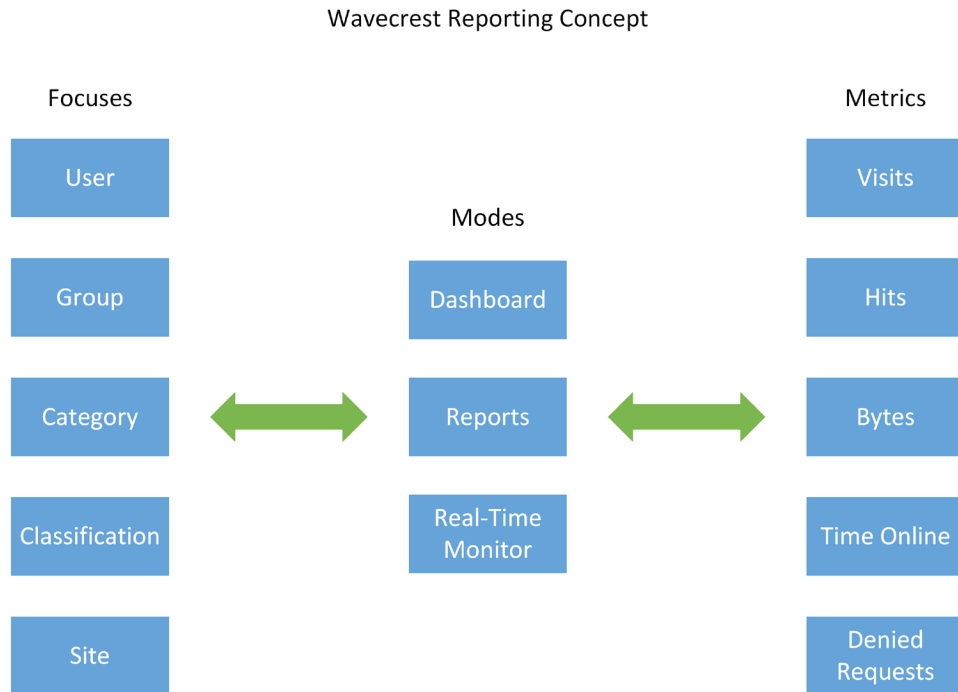 Wavecrest Reporting Concept
Focuses
User
Group
Category
Classification
Site
Modes
Dashboard
Reports
Real-Time
Monitor
Metrics
Visits
Hits
Bytes
Time Online
Denied
Requests